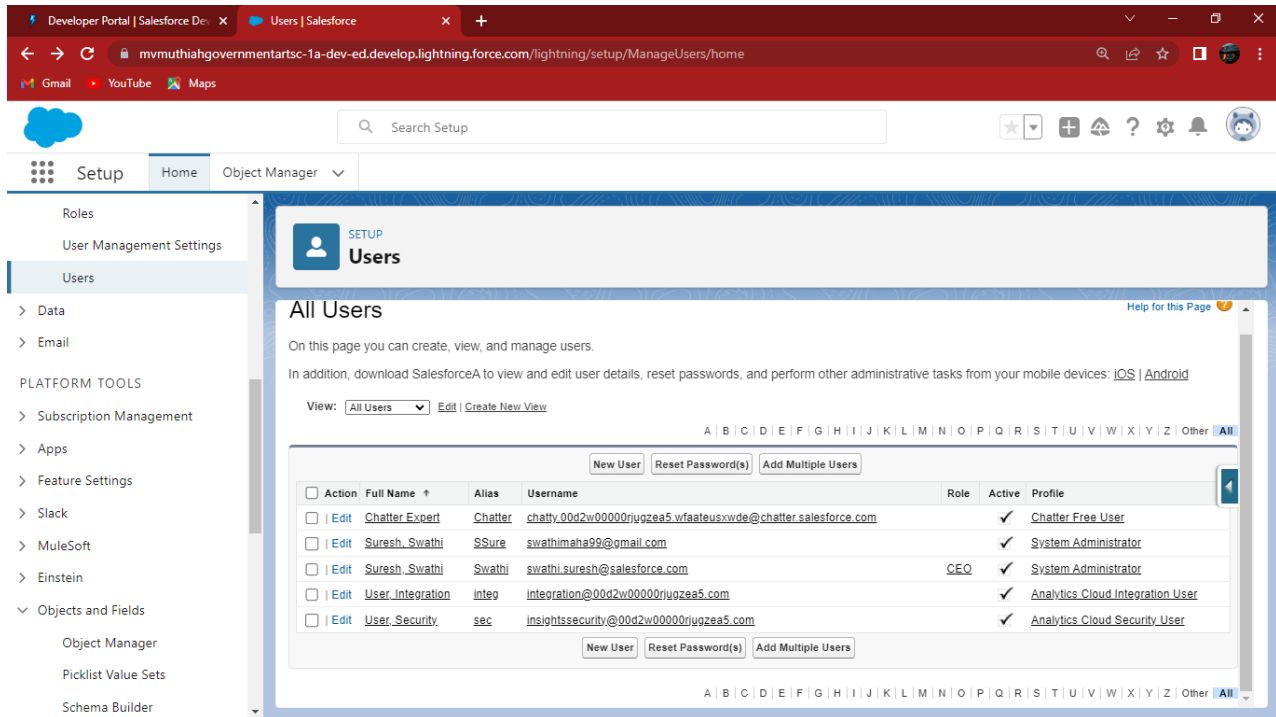 Developer Portal | Salesforce Dev
Users | Salesforce
mvmuthiahgovernmentartsc-1a-dev-ed.develop.lightning.force.com/lightning/setup/ManageUsers/home
Gmail YouTube Maps
Search Setup
Setup Home Object Manager
Roles
User Management Settings
Users
Data
Email
PLATFORM TOOLS
Subscription Management
Apps
Feature Settings
Slack
MuleSoft
Einstein
Objects and Fields
Object Manager
Picklist Value Sets
Schema Builder
SETUP
Users
All Users
Help for this Page
On this page you can create, view, and manage users.
In addition, download SalesforceA to view and edit user details, reset passwords, and perform other administrative tasks from your mobile devices: iOS | Android
View: All Users Edit | Create New View
A | B | C | D | E | F | G | H | I | J | K | L | M | N | O | P | Q | R | S | T | U | V | W | X | Y | Z | Other All
New User Reset Password(s) Add Multiple Users
Action Full Name ↑ Alias Username Role Active Profile
| Edit Chatter Expert Chatter chatty.00d2w00000rjugzea5.wfaateusxwde@chatter.salesforce.com ✓ Chatter Free User
| Edit Suresh, Swathi SSure swathimaha99@gmail.com ✓ System Administrator
| Edit Suresh, Swathi Swathi swathi.suresh@salesforce.com CEO ✓ System Administrator
| Edit User, Integration integ integration@00d2w00000rjugzea5.com ✓ Analytics Cloud Integration User
| Edit User, Security sec insightssecurity@00d2w00000rjugzea5.com ✓ Analytics Cloud Security User
New User Reset Password(s) Add Multiple Users
A | B | C | D | E | F | G | H | I | J | K | L | M | N | O | P | Q | R | S | T | U | V | W | X | Y | Z | Other All